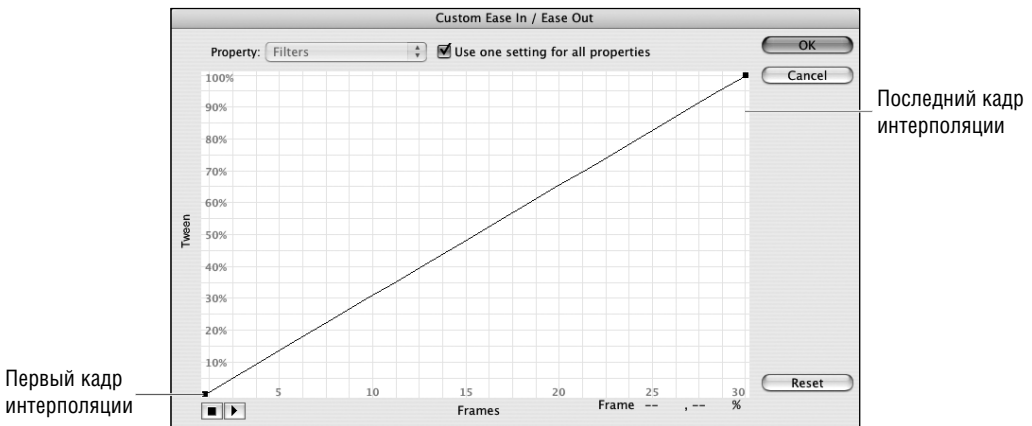 Custom Ease In / Ease Out
Property: Filters
Use one setting for all properties
OK
Cancel
100%
90%
80%
70%
60%
50%
40%
30%
20%
10%
Tween
Последний кадр
интерполяции
Первый кадр
интерполяции
5 10 15 20 25 30
Frames
Frame -- , -- %
Reset